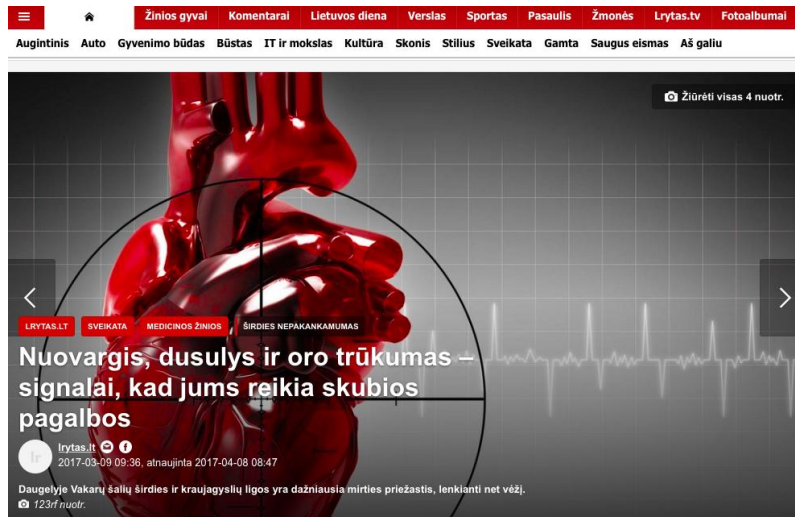 Žinios gyvai Komentarai Lietuvos diena Verslas Sportas Pasaulis Žmonės Lrytas.tv Fotoalbumai
Augintinis Auto Gyvenimo būdas Būstas IT ir mokslas Kultūra Skonis Stilius Sveikata Gamta Saugus eismas Aš galiu
Žiūrėti visas 4 nuotr.
LRYTAS.LT SVEIKATA MEDICINOS ŽINIOS ŠIRDIES NEPAKANKAMUMAS
Nuovargis, dusulys ir oro trūkumas –
signalai, kad jums reikia skubios
pagalbos
lr
lrytas.lt
2017-03-09 09:36, atnaujinta 2017-04-08 08:47
Daugelyje Vakarų šalių širdies ir kraujagyslių ligos yra dažniausia mirties priežastis, lenkianti net vėžį.
123rf nuotr.